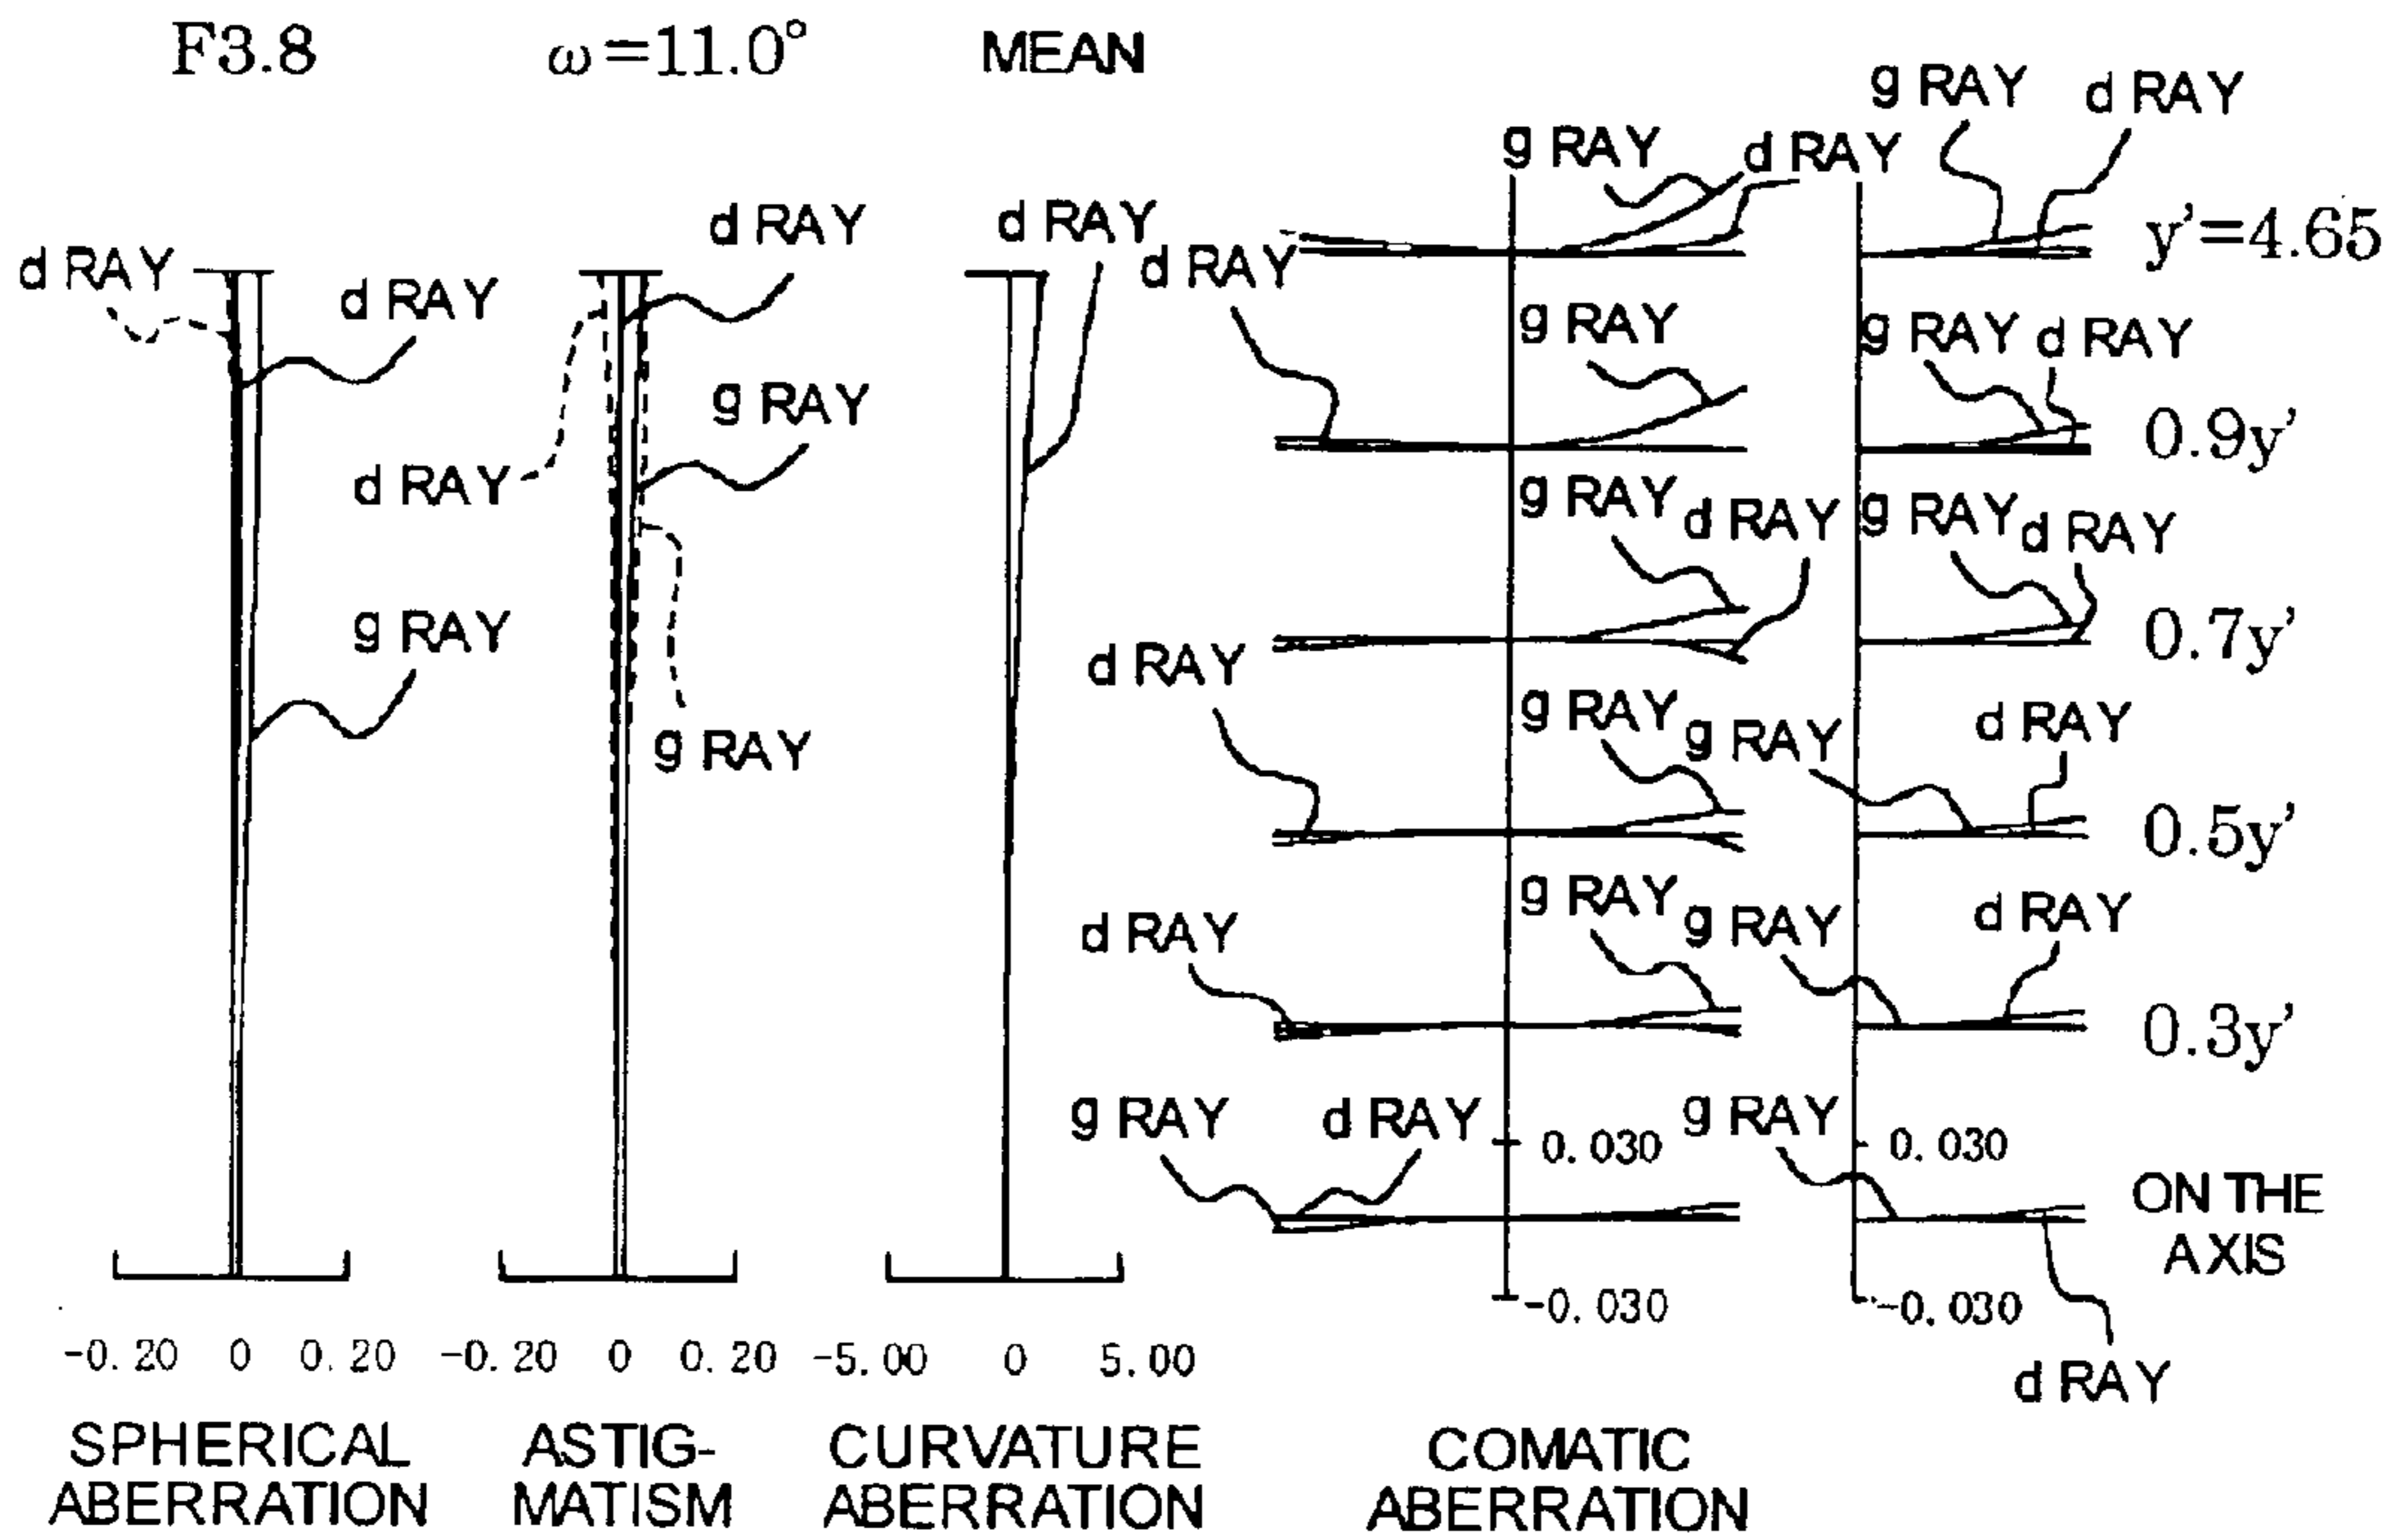 F3.8
ω=11.0°
MEAN
d RAY
d RAY
g RAY
-0.20 0 0.20
SPHERICAL
ABERRATION
d RAY
g RAY
d RAY
g RAY
-0.20 0 0.20
ASTIG-
MATISM
d RAY
-5.00 0 5.00
CURVATURE
ABERRATION
g RAY d RAY
g RAY d RAY
y'=4.65
d RAY
g RAY
g RAY d RAY
0.9y'
g RAY d RAY
g RAY d RAY
0.7y'
d RAY
g RAY
g RAY
d RAY
0.5y'
d RAY
g RAY
g RAY
d RAY
0.3y'
g RAY d RAY
0.030
g RAY
0.030
ON THE
AXIS
-0.030
-0.030
d RAY
COMATIC
ABERRATION